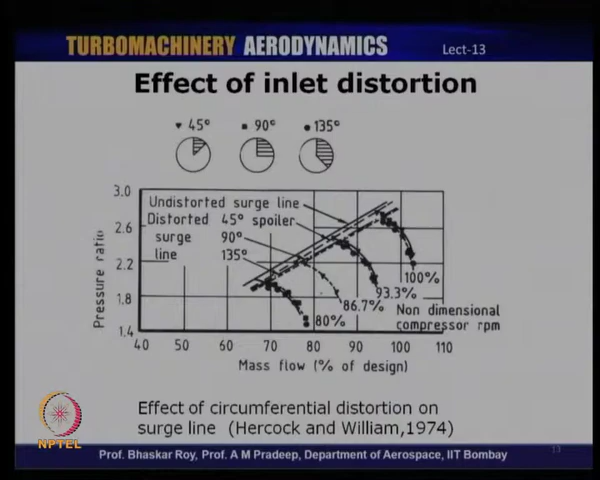 TURBOMACHINERY AERODYNAMICS Lect-13
Effect of inlet distortion
45° 90° 135°
3.0
2.6
2.2
1.8
1.4
Pressure ratio
Undistorted surge line
Distorted 45° spoiler
surge 90°
line 135°
100%
93.3%
86.7%
80%
Non dimensional
compressor rpm
40 50 60 70 80 90 100 110
Mass flow (% of design)
Effect of circumferential distortion on
surge line (Hercock and William,1974)
NPTEL
Prof. Bhaskar Roy, Prof. A M Pradeep, Department of Aerospace, IIT Bombay
13